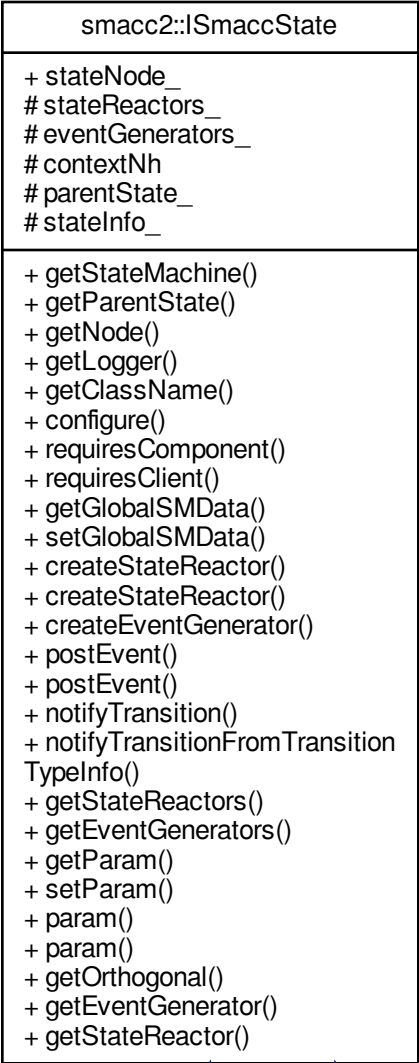 smacc2::ISmaccState
+ stateNode_
# stateReactors_
# eventGenerators_
# contextNh
# parentState_
# stateInfo_
+ getStateMachine()
+ getParentState()
+ getNode()
+ getLogger()
+ getClassName()
+ configure()
+ requiresComponent()
+ requiresClient()
+ getGlobalSMData()
+ setGlobalSMData()
+ createStateReactor()
+ createStateReactor()
+ createEventGenerator()
+ postEvent()
+ postEvent()
+ notifyTransition()
+ notifyTransitionFromTransition
TypeInfo()
+ getStateReactors()
+ getEventGenerators()
+ getParam()
+ setParam()
+ param()
+ param()
+ getOrthogonal()
+ getEventGenerator()
+ getStateReactor()